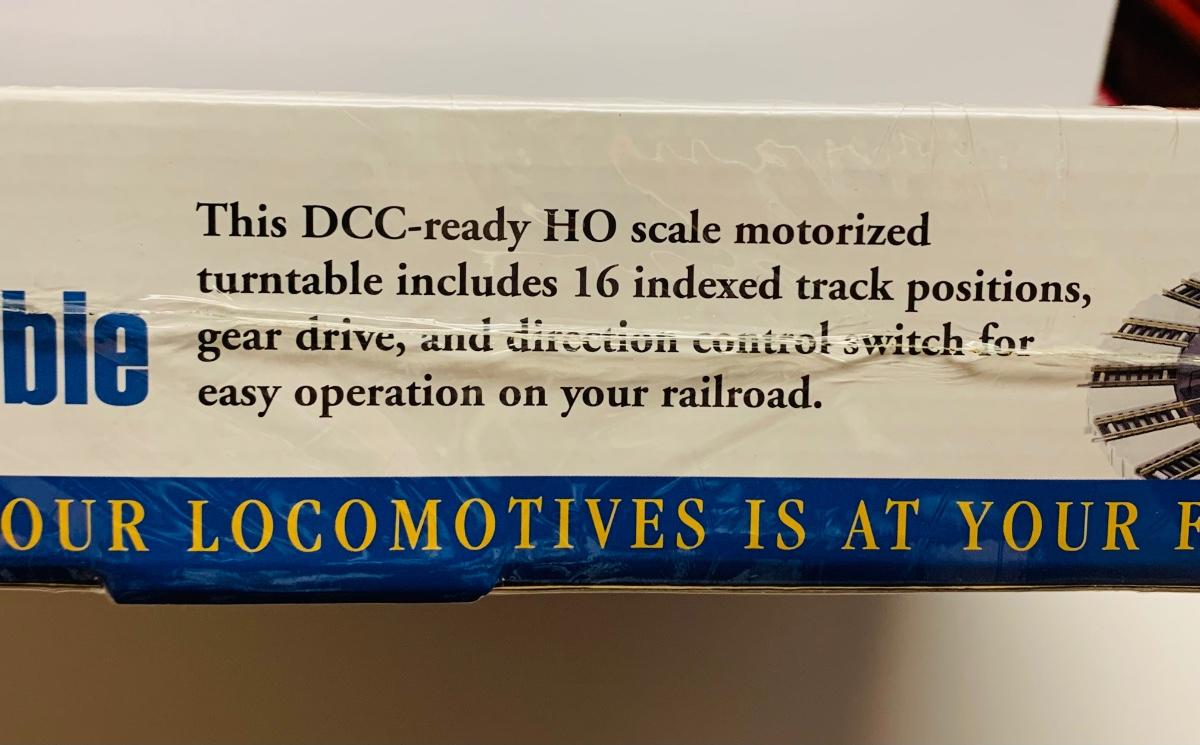 This DCC-ready HO scale motorized
turntable includes 16 indexed track positions,
gear drive, and direction control switch for
easy operation on your railroad.
ble
OUR LOCOMOTIVES IS AT YOUR F